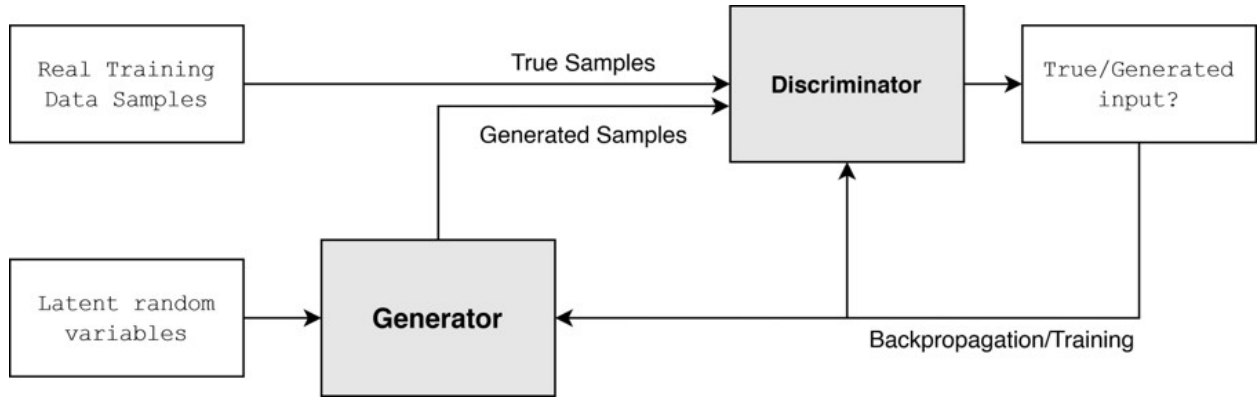 Real Training
Data Samples
True Samples
Generated Samples
Discriminator
True/Generated
input?
Latent random
variables
Generator
Backpropagation/Training